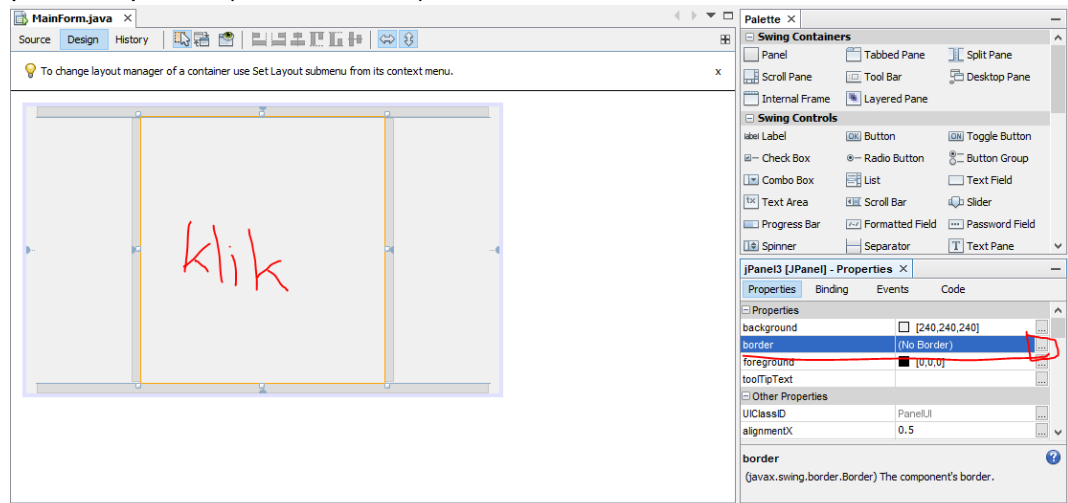 MainForm.java
Source Design History
To change layout manager of a container use Set Layout submenu from its context menu. x
klik
Palette
Swing Containers
Panel Tabbed Pane Split Pane
Scroll Pane Tool Bar Desktop Pane
Internal Frame Layered Pane
Swing Controls
label Label OK Button ON Toggle Button
Check Box Radio Button Button Group
Combo Box List Text Field
Text Area Scroll Bar Slider
Progress Bar Formatted Field Password Field
Spinner Separator T Text Pane
jPanel3 [JPanel] - Properties
Properties Binding Events Code
Properties
background [240,240,240] ...
border (No Border) ...
foreground [0,0,0] ...
toolTipText ...
Other Properties
UIClassID PanelUI ...
alignmentX 0.5 ...
border
(javax.swing.border.Border) The component's border.